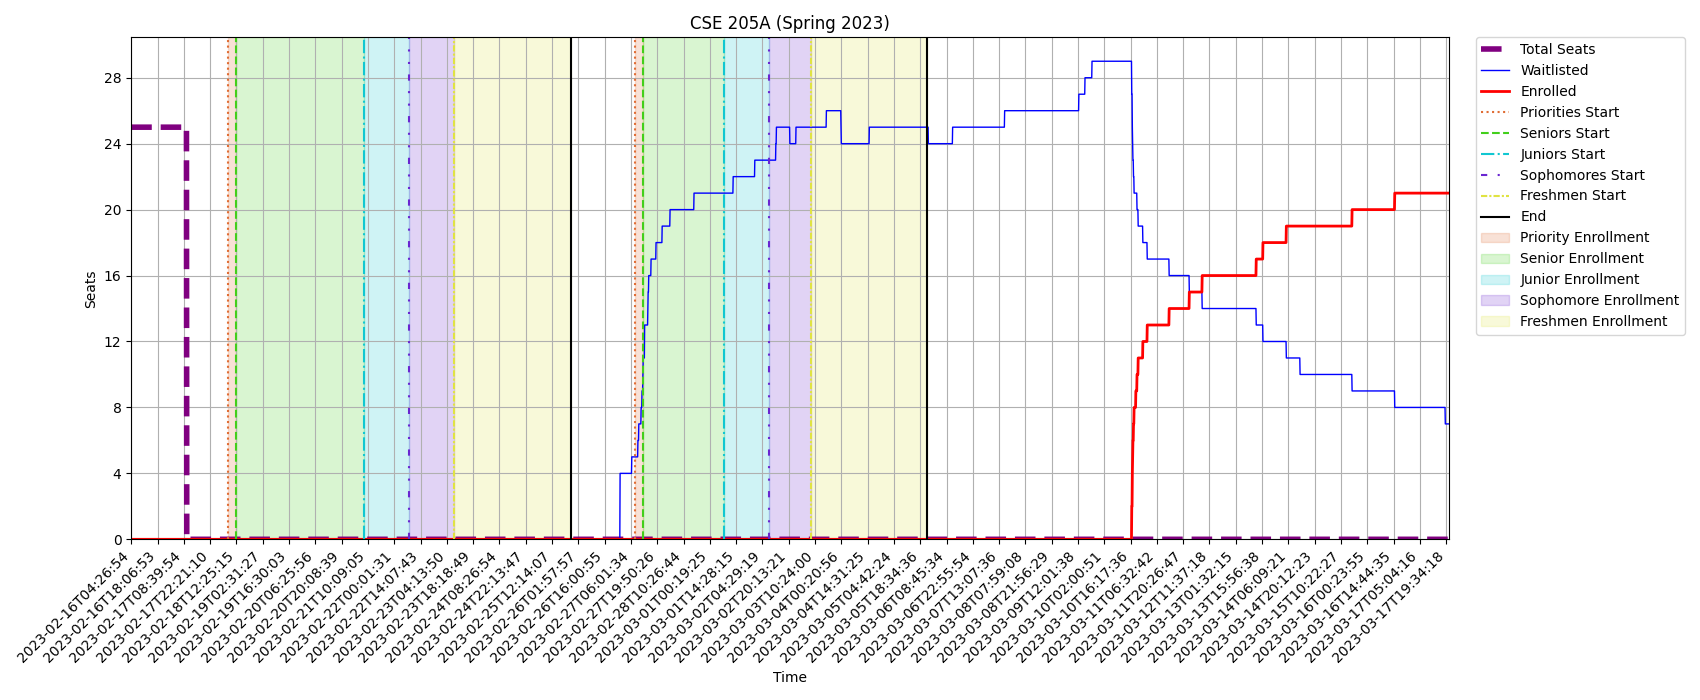 CSE 205A (Spring 2023)
Seats
28
24
20
16
12
8
4
0
2023-02-16T04:26:54
2023-02-16T18:06:53
2023-02-17T08:39:54
2023-02-17T22:21:10
2023-02-18T12:25:15
2023-02-19T02:31:27
2023-02-19T16:30:03
2023-02-20T06:25:56
2023-02-20T20:08:39
2023-02-21T10:09:05
2023-02-22T00:01:31
2023-02-22T14:07:43
2023-02-23T04:13:50
2023-02-23T18:18:49
2023-02-24T08:26:54
2023-02-24T22:13:47
2023-02-25T12:14:07
2023-02-26T01:57:57
2023-02-26T16:00:55
2023-02-27T06:01:34
2023-02-27T19:50:26
2023-02-28T10:26:44
2023-03-01T00:19:25
2023-03-01T14:28:15
2023-03-02T04:29:19
2023-03-02T20:13:21
2023-03-03T10:24:00
2023-03-04T00:20:56
2023-03-04T14:31:25
2023-03-05T04:42:24
2023-03-05T18:34:36
2023-03-06T08:45:34
2023-03-06T22:55:54
2023-03-07T13:07:36
2023-03-08T07:59:08
2023-03-08T21:56:29
2023-03-09T12:01:38
2023-03-10T02:00:51
2023-03-10T16:17:36
2023-03-11T06:32:42
2023-03-11T20:26:47
2023-03-12T11:37:18
2023-03-13T01:32:15
2023-03-13T15:56:38
2023-03-14T06:09:21
2023-03-14T20:12:23
2023-03-15T10:22:27
2023-03-16T00:23:55
2023-03-16T14:44:35
2023-03-17T05:04:16
2023-03-17T19:34:18
Time
Total Seats
Waitlisted
Enrolled
Priorities Start
Seniors Start
Juniors Start
Sophomores Start
Freshmen Start
End
Priority Enrollment
Senior Enrollment
Junior Enrollment
Sophomore Enrollment
Freshmen Enrollment